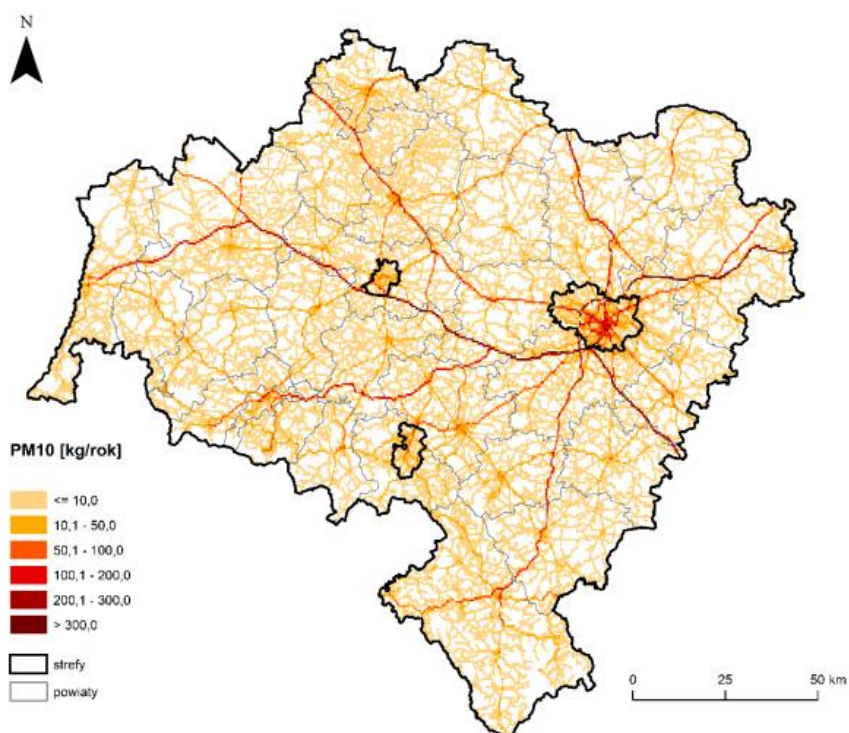 N
PM10 [kg/rok]
<= 10,0
10,1 - 50,0
50,1 - 100,0
100,1 - 200,0
200,1 - 300,0
> 300,0
strefy
powiaty
0 25 50 km